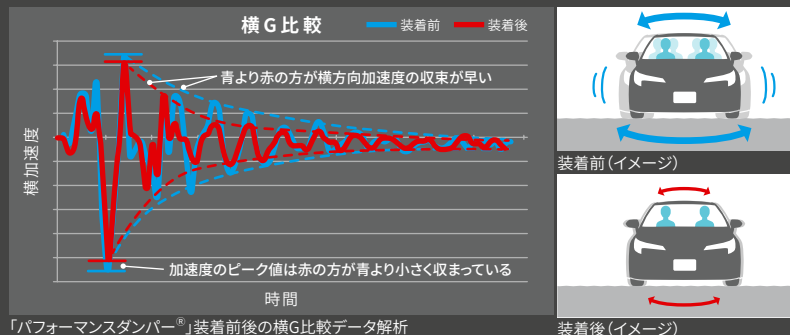 横G比較
装着前
装着後
青より赤の方が横方向加速度の収束が早い
横加速度
加速度のピーク値は赤の方が青より小さく収まっている
時間
「パフォーマンスダンパー®」装着前後の横G比較データ解析
装着前（イメージ）
装着後（イメージ）